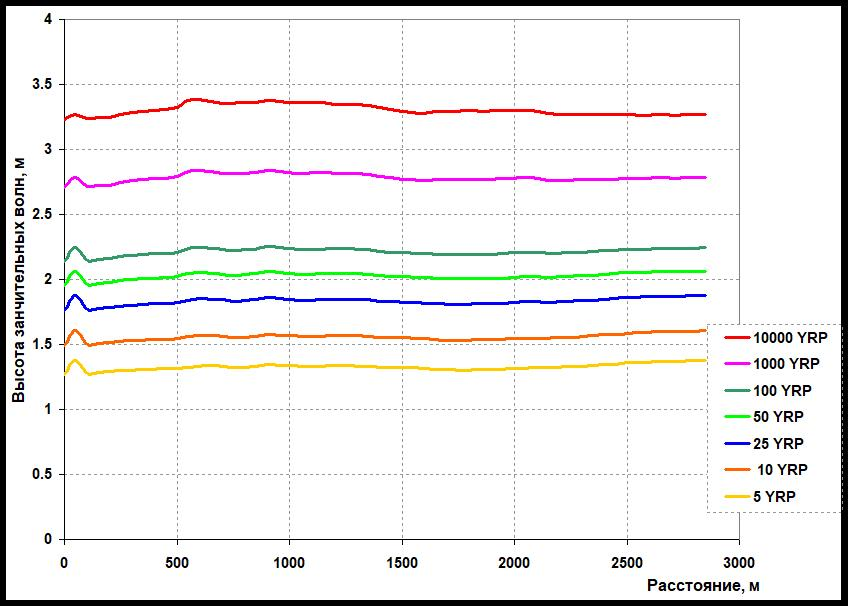 4
3.5
3
2.5
2
1.5
1
0.5
0
Высота занчительных волн, м
0 500 1000 1500 2000 2500 3000
Расстояние, м
10000 YRP
1000 YRP
100 YRP
50 YRP
25 YRP
10 YRP
5 YRP